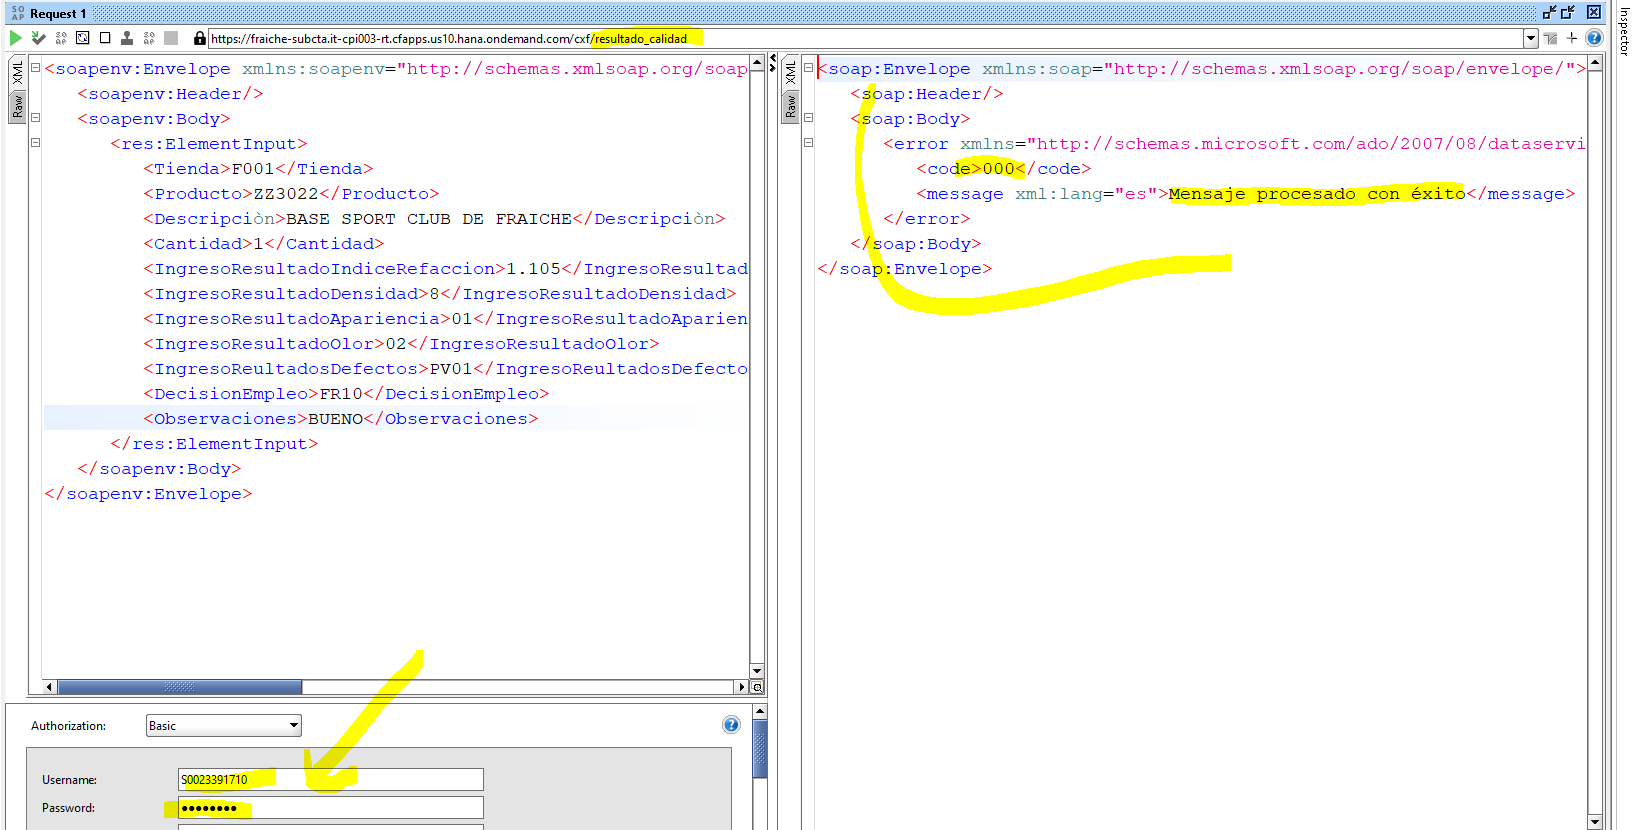 SO
AP
Request 1
Inspector
https://fraiche-subcta.it-cpi003-rt.cfapps.us10.hana.ondemand.com/cxf/resultado_calidad
XML
Raw
<soapenv:Envelope xmlns:soapenv="http://schemas.xmlsoap.org/soap
<soapenv:Header/>
<soapenv:Body>
<res:ElementInput>
<Tienda>F001</Tienda>
<Producto>ZZ3022</Producto>
<Descripciòn>BASE SPORT CLUB DE FRAICHE</Descripciòn>
<Cantidad>1</Cantidad>
<IngresoResultadoIndiceRefaccion>1.105</IngresoResultad
<IngresoResultadoDensidad>8</IngresoResultadoDensidad>
<IngresoResultadoApariencia>01</IngresoResultadoAparien
<IngresoResultadoOlor>02</IngresoResultadoOlor>
<IngresoReultadosDefectos>PV01</IngresoReultadosDefecto
<DecisionEmpleo>FR10</DecisionEmpleo>
<Observaciones>BUENO</Observaciones>
</res:ElementInput>
</soapenv:Body>
</soapenv:Envelope>
XML
Raw
<soap:Envelope xmlns:soap="http://schemas.xmlsoap.org/soap/envelope/">
<soap:Header/>
<soap:Body>
<error xmlns="http://schemas.microsoft.com/ado/2007/08/dataservi
<code>000</code>
<message xml:lang="es">Mensaje procesado con éxito</message>
</error>
</soap:Body>
</soap:Envelope>
Authorization: Basic
Username: S0023391710
Password: ●●●●●●●●